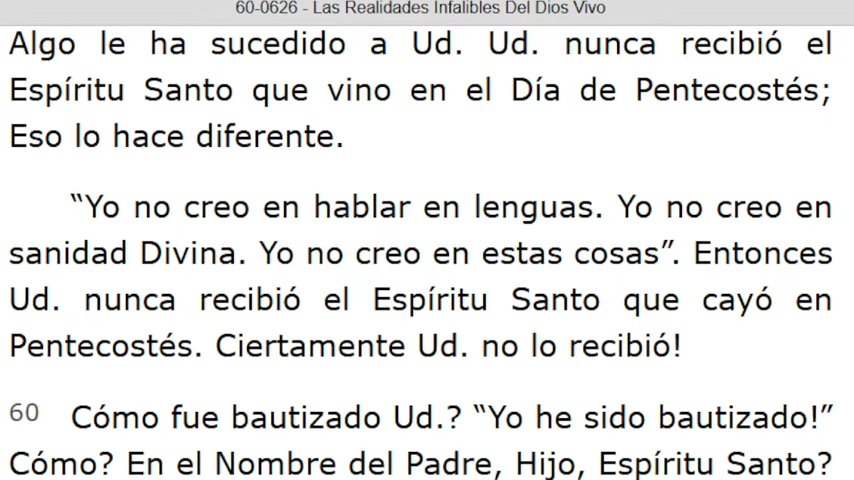 60-0626 - Las Realidades Infalibles Del Dios Vivo
Algo le ha sucedido a Ud. Ud. nunca recibió el
Espíritu Santo que vino en el Día de Pentecostés;
Eso lo hace diferente.
“Yo no creo en hablar en lenguas. Yo no creo en
sanidad Divina. Yo no creo en estas cosas”. Entonces
Ud. nunca recibió el Espíritu Santo que cayó en
Pentecostés. Ciertamente Ud. no lo recibió!
60 Cómo fue bautizado Ud.? “Yo he sido bautizado!”
Cómo? En el Nombre del Padre, Hijo, Espíritu Santo?